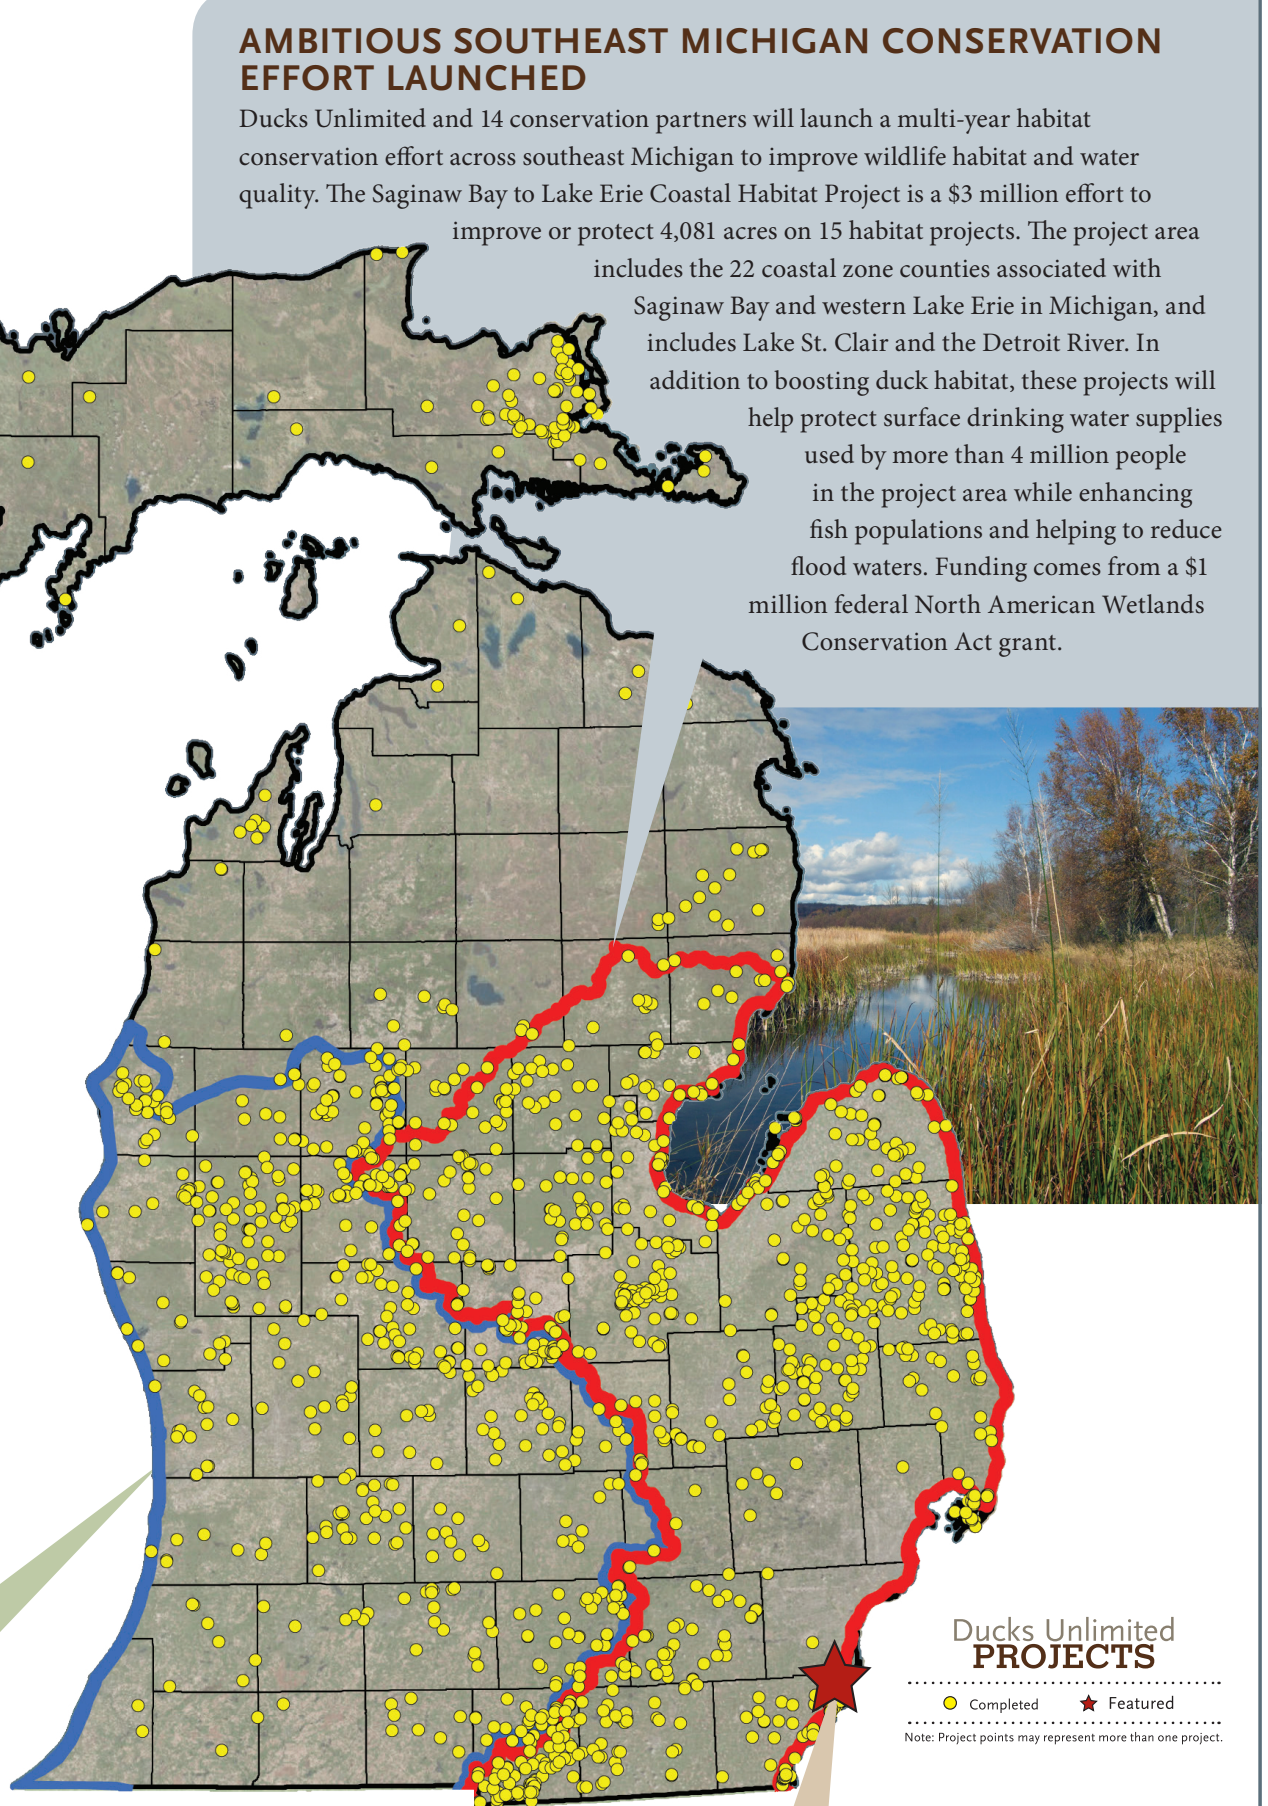 AMBITIOUS SOUTHEAST MICHIGAN CONSERVATION
EFFORT LAUNCHED
Ducks Unlimited and 14 conservation partners will launch a multi-year habitat
conservation effort across southeast Michigan to improve wildlife habitat and water
quality. The Saginaw Bay to Lake Erie Coastal Habitat Project is a $3 million effort to
improve or protect 4,081 acres on 15 habitat projects. The project area
includes the 22 coastal zone counties associated with
Saginaw Bay and western Lake Erie in Michigan, and
includes Lake St. Clair and the Detroit River. In
addition to boosting duck habitat, these projects will
help protect surface drinking water supplies
used by more than 4 million people
in the project area while enhancing
fish populations and helping to reduce
flood waters. Funding comes from a $1
million federal North American Wetlands
Conservation Act grant.
Ducks Unlimited
PROJECTS
Completed Featured
Note: Project points may represent more than one project.